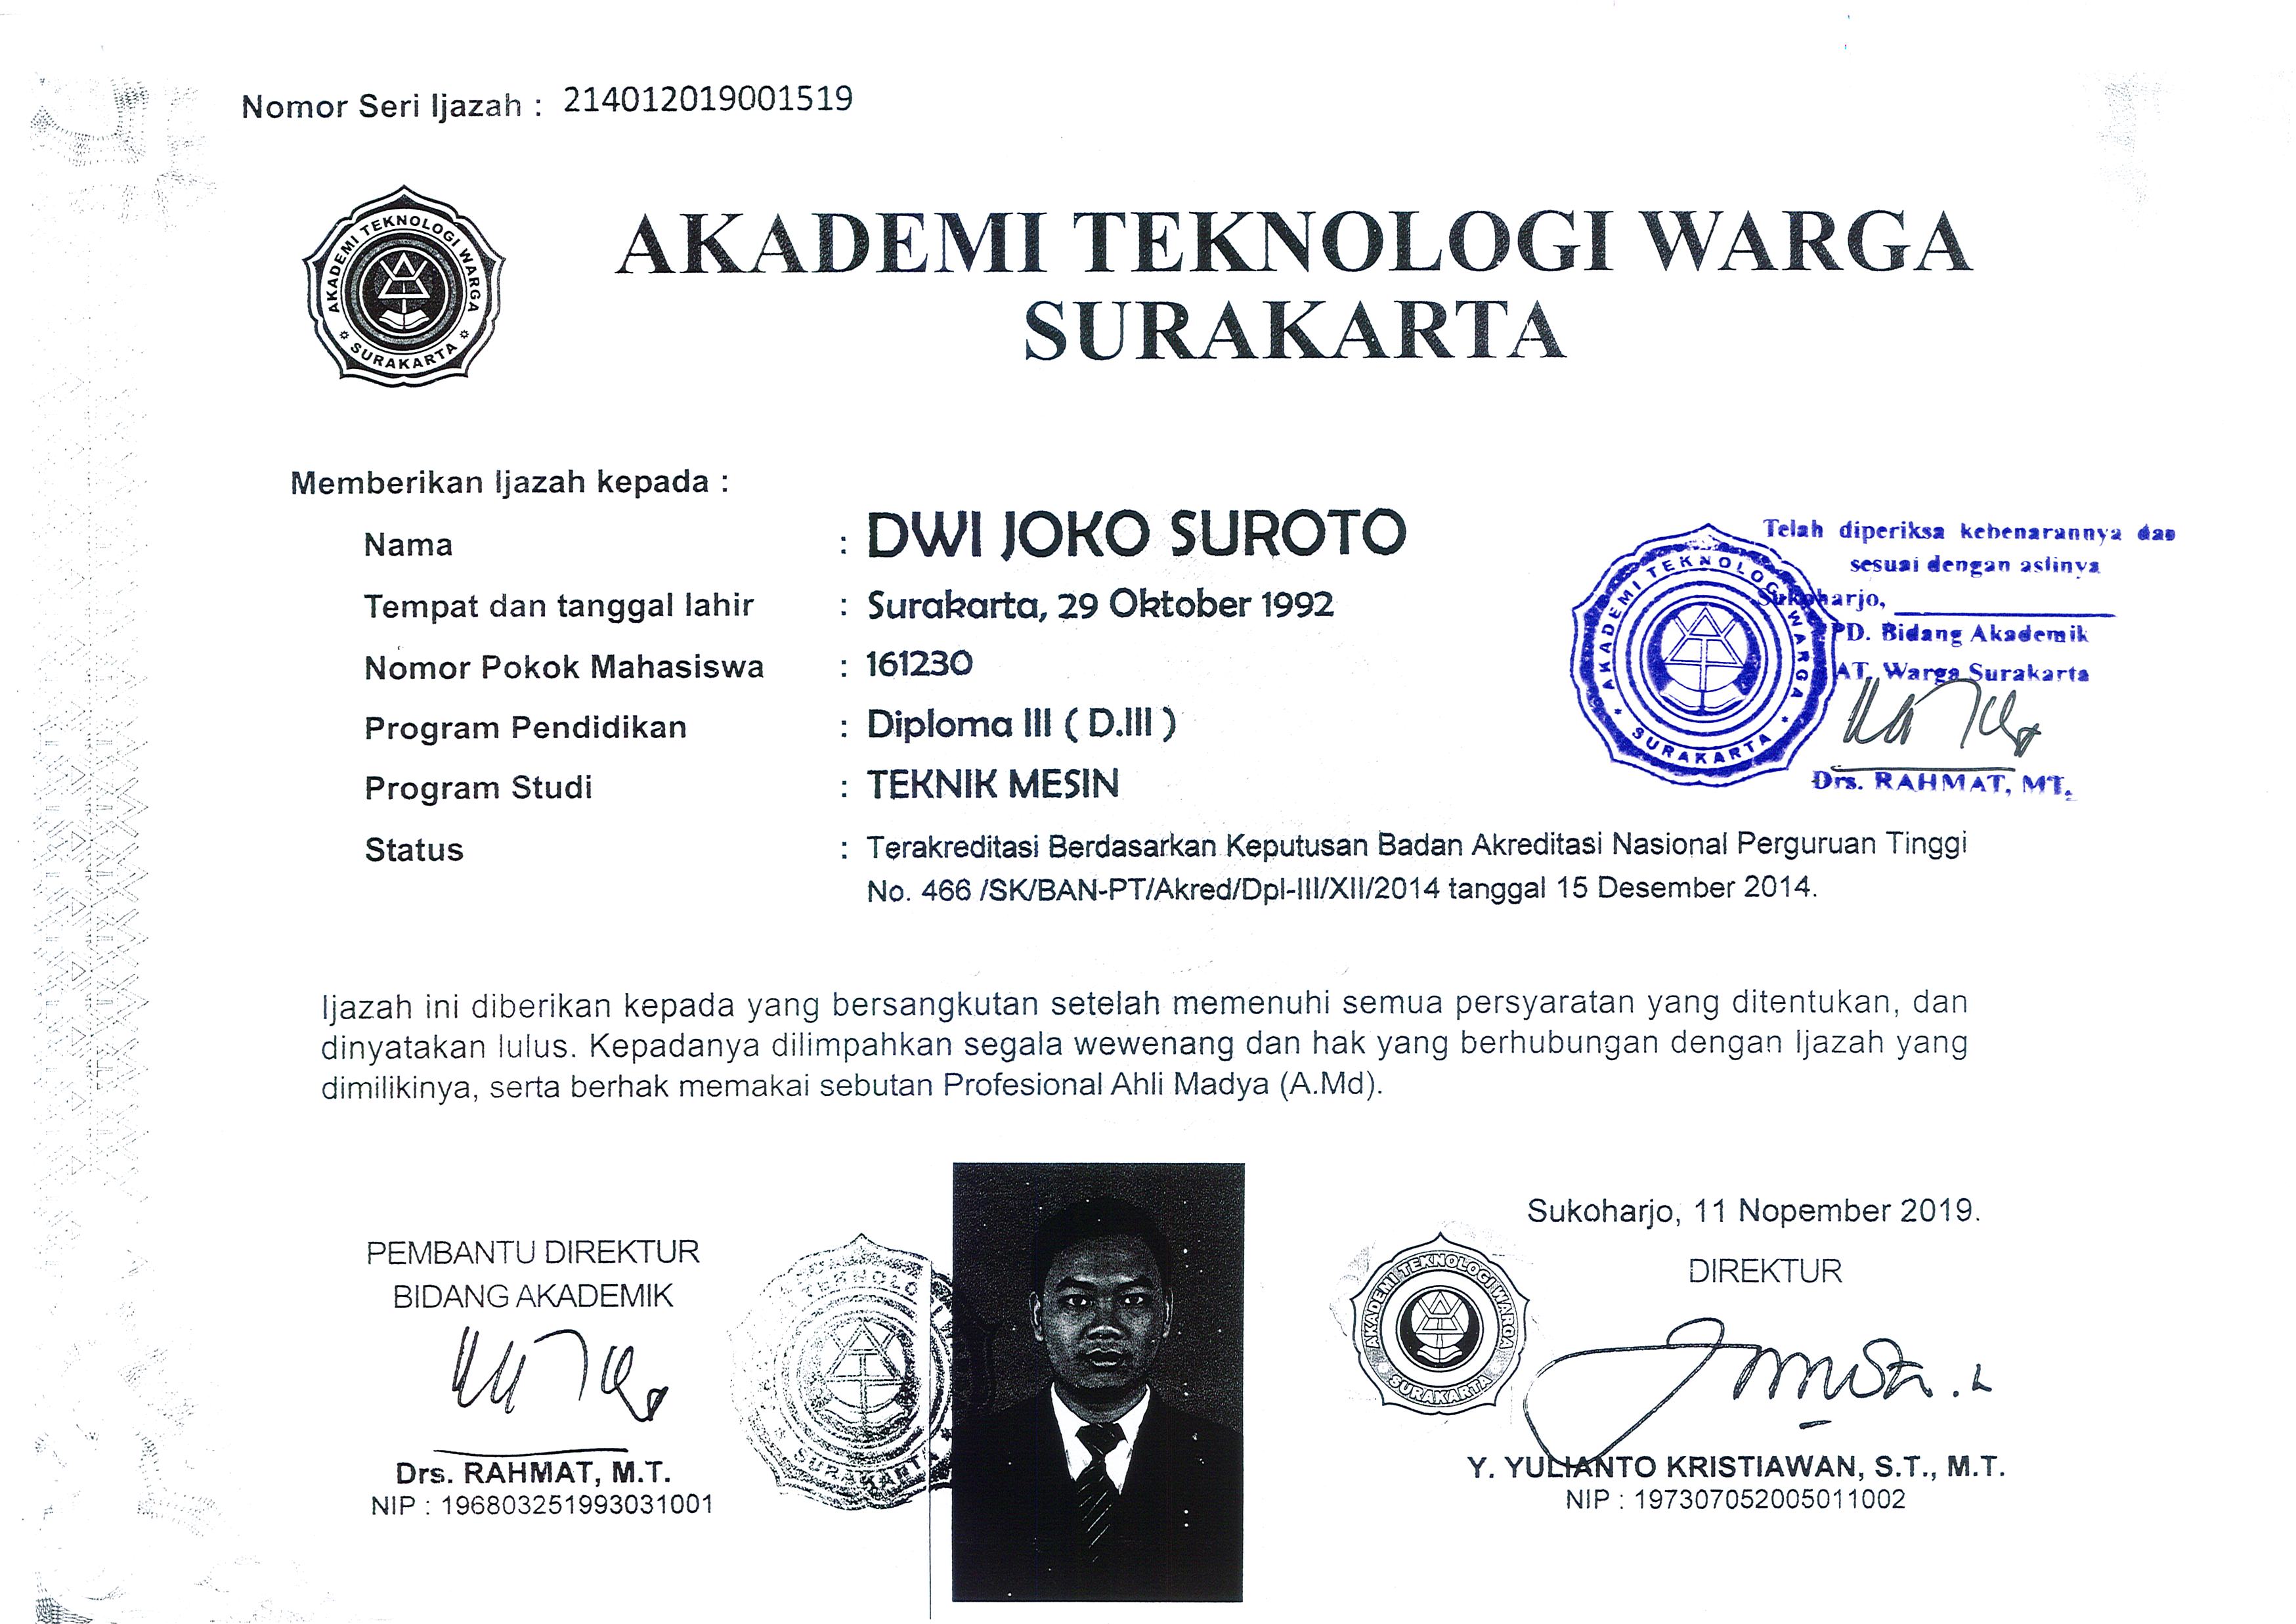 Nomor Seri Ijazah : 214012019001519
AKADEMI TEKNOLOGI WARGA
SURAKARTA
AKADEMI TEKNOLOGI WARGA
SURAKARTA
Memberikan Ijazah kepada :
Nama : DWI JOKO SUROTO
Tempat dan tanggal lahir : Surakarta, 29 Oktober 1992
Nomor Pokok Mahasiswa : 161230
Program Pendidikan : Diploma III ( D.III )
Program Studi : TEKNIK MESIN
Status : Terakreditasi Berdasarkan Keputusan Badan Akreditasi Nasional Perguruan Tinggi
No. 466 /SK/BAN-PT/Akred/Dpl-III/XII/2014 tanggal 15 Desember 2014.
Telah diperiksa kebenarannya dan
sesuai dengan aslinya
Sukoharjo,
PD. Bidang Akademik
AT. Warga Surakarta
Drs. RAHMAT, MT.
AKADEMI TEKNOLOGI WARGA
SURAKARTA
Ijazah ini diberikan kepada yang bersangkutan setelah memenuhi semua persyaratan yang ditentukan, dan
dinyatakan lulus. Kepadanya dilimpahkan segala wewenang dan hak yang berhubungan dengan Ijazah yang
dimilikinya, serta berhak memakai sebutan Profesional Ahli Madya (A.Md).
PEMBANTU DIREKTUR
BIDANG AKADEMIK
Drs. RAHMAT, M.T.
NIP : 196803251993031001
SURAKARTA
Sukoharjo, 11 Nopember 2019.
DIREKTUR
AKADEMI TEKNOLOGI WARGA
SURAKARTA
Y. YULIANTO KRISTIAWAN, S.T., M.T.
NIP : 197307052005011002